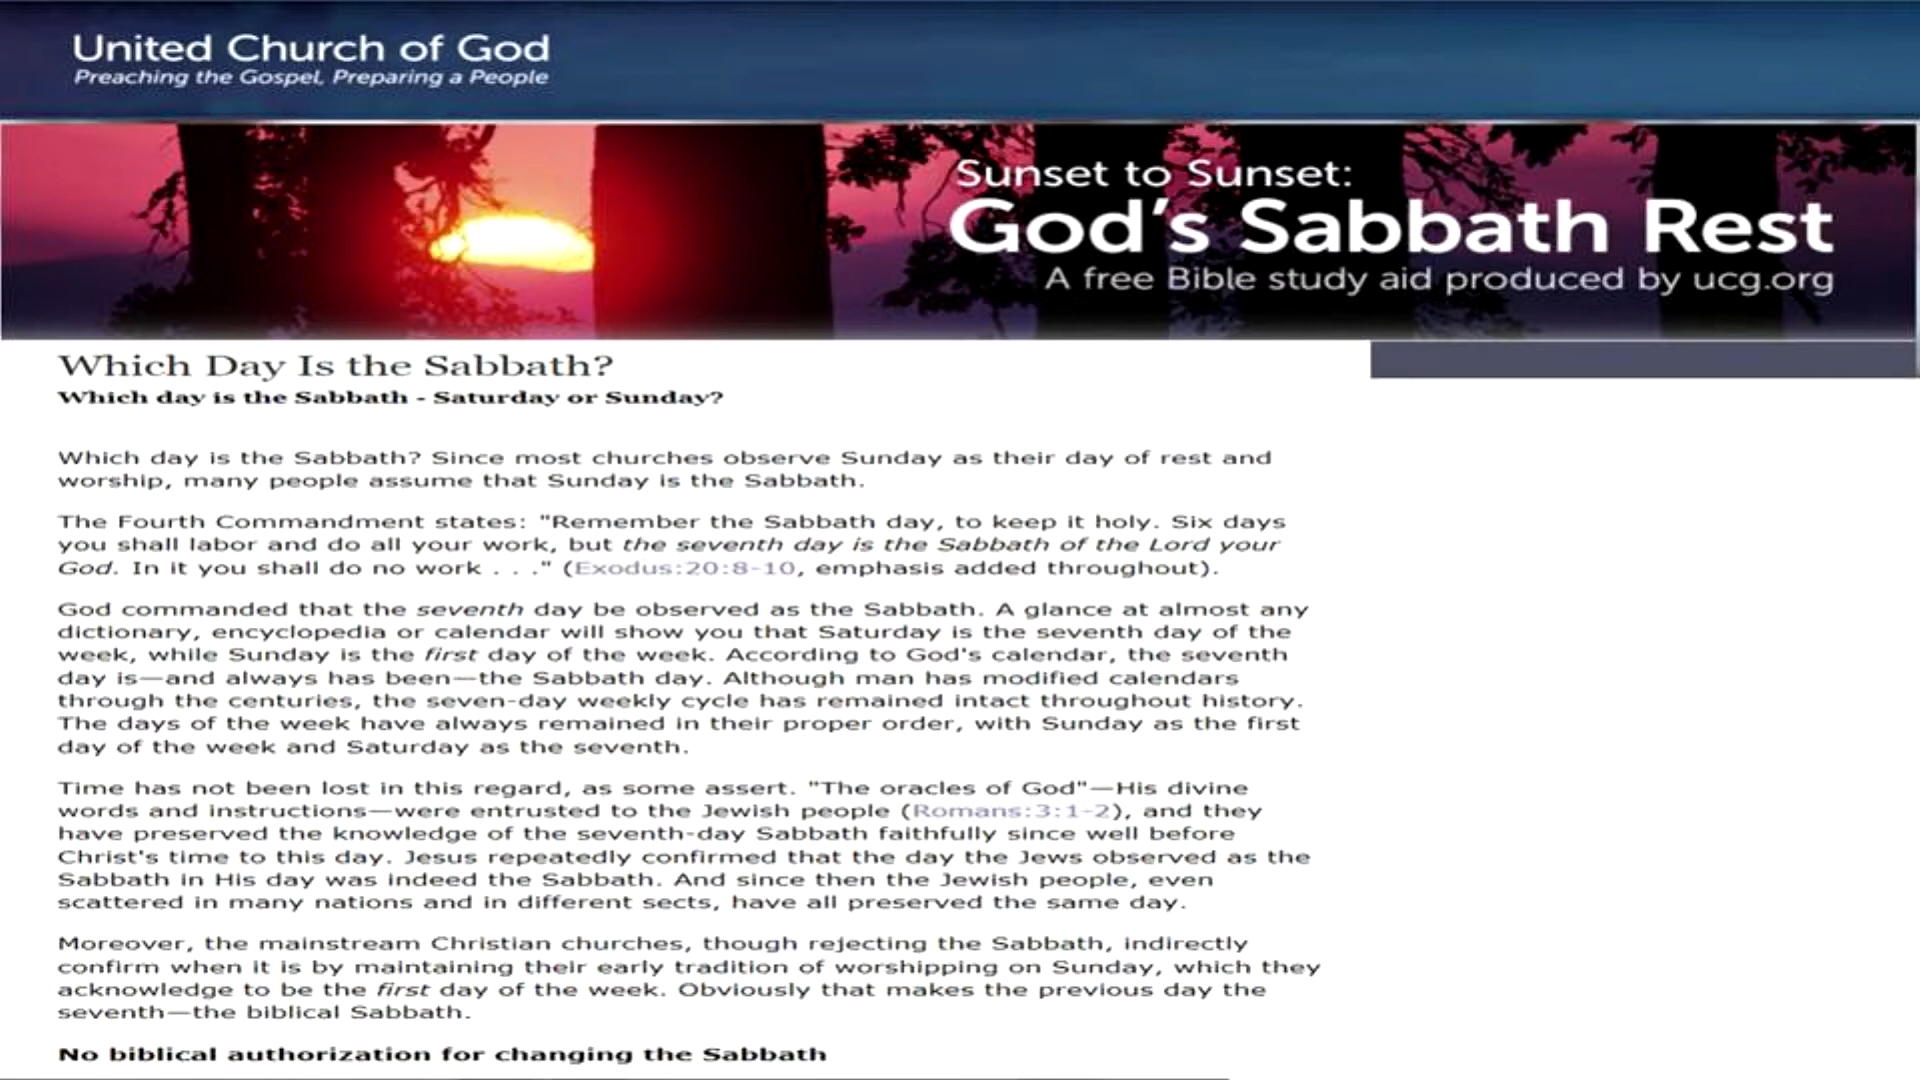 United Church of God
Preaching the Gospel, Preparing a People
Sunset to Sunset:
God's Sabbath Rest
A free Bible study aid produced by ucg.org
Which Day Is the Sabbath?
Which day is the Sabbath - Saturday or Sunday?
Which day is the Sabbath? Since most churches observe Sunday as their day of rest and
worship, many people assume that Sunday is the Sabbath.
The Fourth Commandment states: "Remember the Sabbath day, to keep it holy. Six days
you shall labor and do all your work, but the seventh day is the Sabbath of the Lord your
God. In it you shall do no work . . ." (Exodus:20:8-10, emphasis added throughout).
God commanded that the seventh day be observed as the Sabbath. A glance at almost any
dictionary, encyclopedia or calendar will show you that Saturday is the seventh day of the
week, while Sunday is the first day of the week. According to God's calendar, the seventh
day is—and always has been—the Sabbath day. Although man has modified calendars
through the centuries, the seven-day weekly cycle has remained intact throughout history.
The days of the week have always remained in their proper order, with Sunday as the first
day of the week and Saturday as the seventh.
Time has not been lost in this regard, as some assert. "The oracles of God"—His divine
words and instructions—were entrusted to the Jewish people (Romans:3:1-2), and they
have preserved the knowledge of the seventh-day Sabbath faithfully since well before
Christ's time to this day. Jesus repeatedly confirmed that the day the Jews observed as the
Sabbath in His day was indeed the Sabbath. And since then the Jewish people, even
scattered in many nations and in different sects, have all preserved the same day.
Moreover, the mainstream Christian churches, though rejecting the Sabbath, indirectly
confirm when it is by maintaining their early tradition of worshipping on Sunday, which they
acknowledge to be the first day of the week. Obviously that makes the previous day the
seventh—the biblical Sabbath.
No biblical authorization for changing the Sabbath